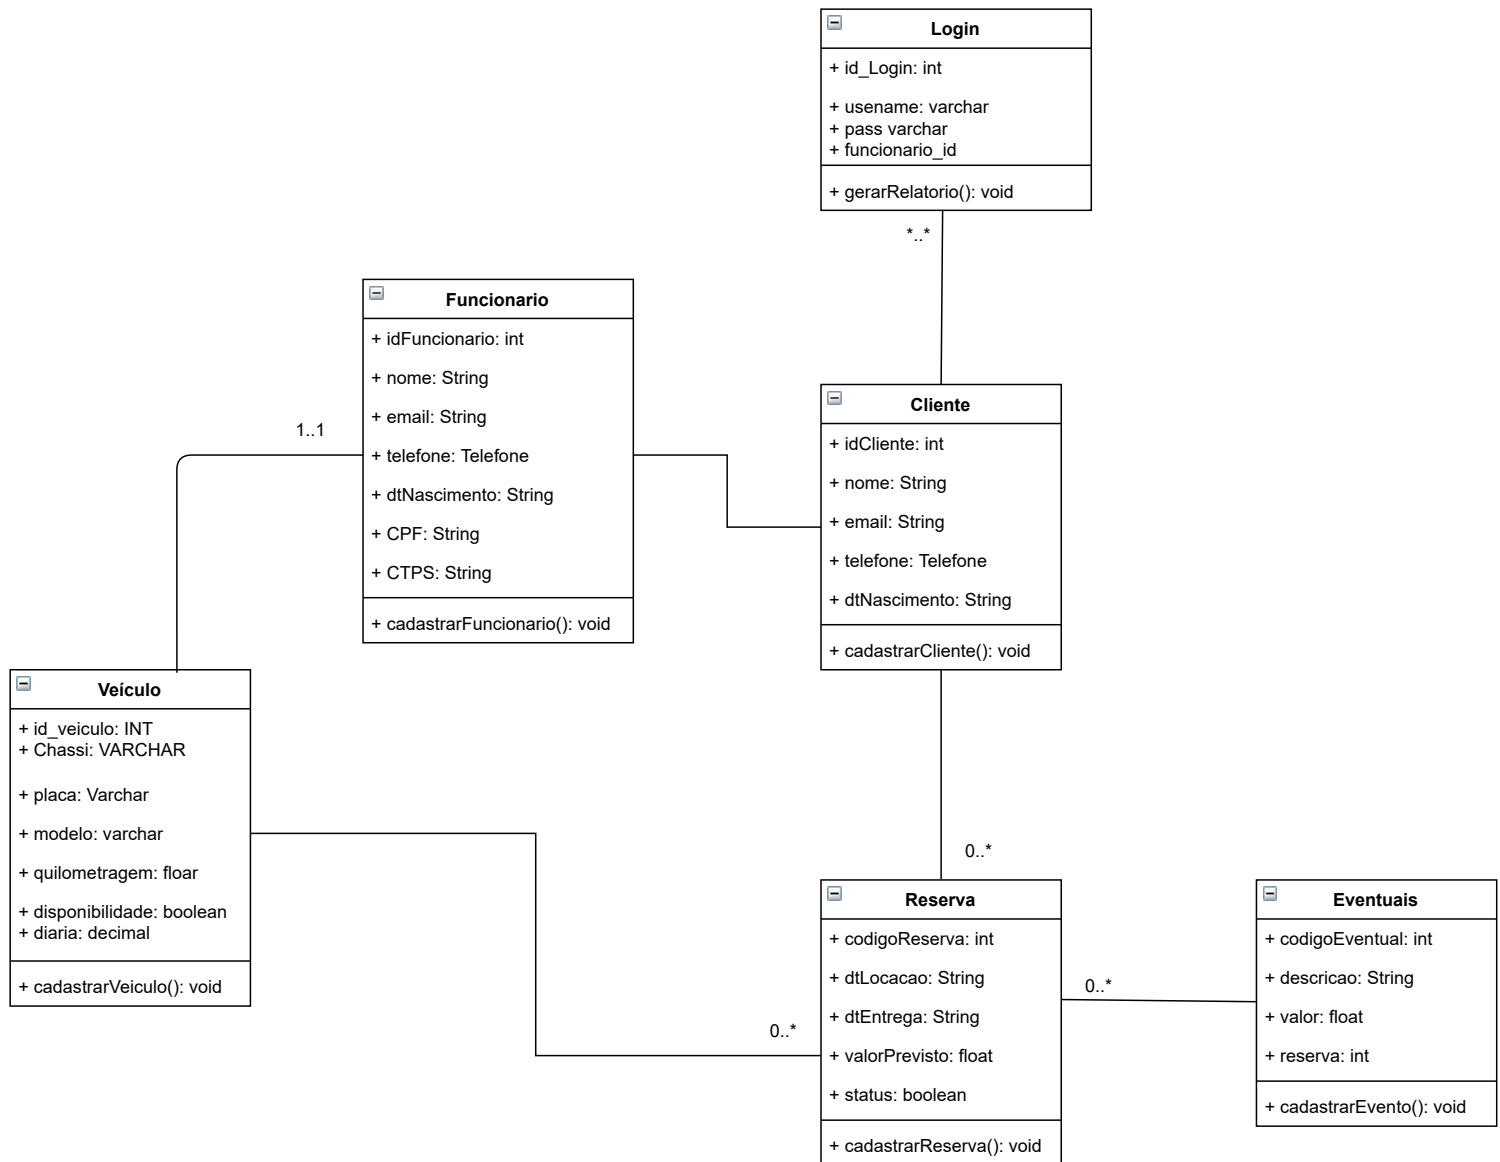 Login
+ id_Login: int
+ usename: varchar
+ pass varchar
+ funcionario_id
+ gerarRelatorio(): void
*..*
Funcionario
+ idFuncionario: int
+ nome: String
+ email: String
+ telefone: Telefone
+ dtNascimento: String
+ CPF: String
+ CTPS: String
+ cadastrarFuncionario(): void
1..1
Cliente
+ idCliente: int
+ nome: String
+ email: String
+ telefone: Telefone
+ dtNascimento: String
+ cadastrarCliente(): void
Veículo
+ id_veiculo: INT
+ Chassi: VARCHAR
+ placa: Varchar
+ modelo: varchar
+ quilometragem: floar
+ disponibilidade: boolean
+ diaria: decimal
+ cadastrarVeiculo(): void
0..*
0..*
Reserva
+ codigoReserva: int
+ dtLocacao: String
+ dtEntrega: String
+ valorPrevisto: float
+ status: boolean
+ cadastrarReserva(): void
0..*
Eventuais
+ codigoEventual: int
+ descricao: String
+ valor: float
+ reserva: int
+ cadastrarEvento(): void